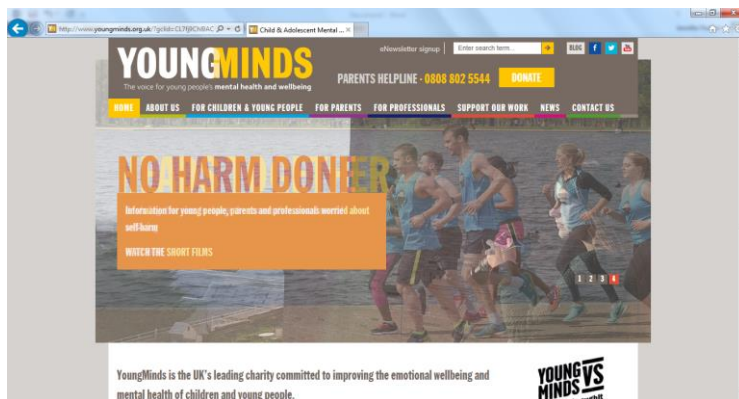 http://www.youngminds.org.uk/
Child & Adolescent Mental ...
eNewsletter signup
Enter search term...
BLOG
YOUNGMINDS
The voice for young people's mental health and wellbeing
PARENTS HELPLINE - 0808 802 5544
DONATE
HOME ABOUT US FOR CHILDREN & YOUNG PEOPLE FOR PARENTS FOR PROFESSIONALS SUPPORT OUR WORK NEWS CONTACT US
NO HARM DONE
Information for young people, parents and professionals worried about
self-harm
WATCH THE SHORT FILMS
1 2 3 4
YoungMinds is the UK's leading charity committed to improving the emotional wellbeing and
mental health of children and young people.
YOUNG
MINDS VS